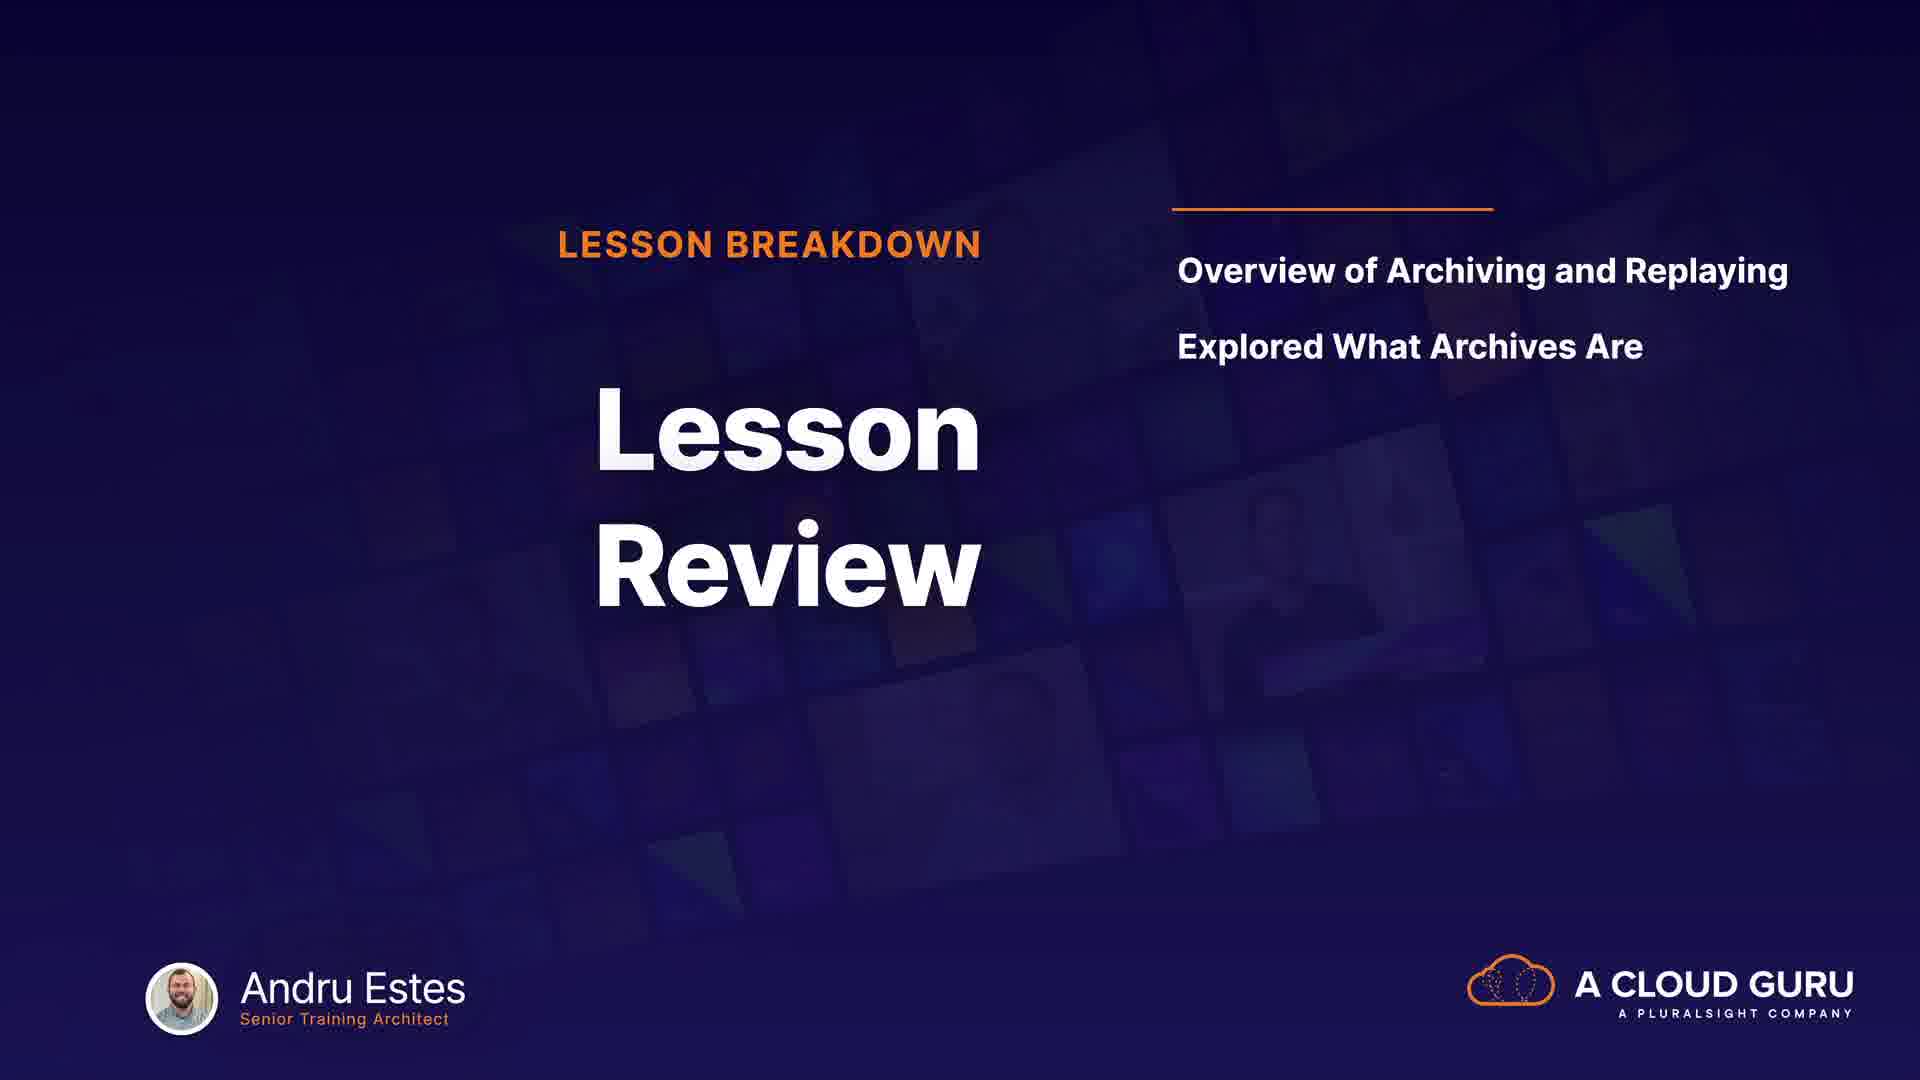 LESSON BREAKDOWN
Lesson
Review
Overview of Archiving and Replaying
Explored What Archives Are
Andru Estes
Senior Training Architect
A CLOUD GURU
A PLURALSIGHT COMPANY